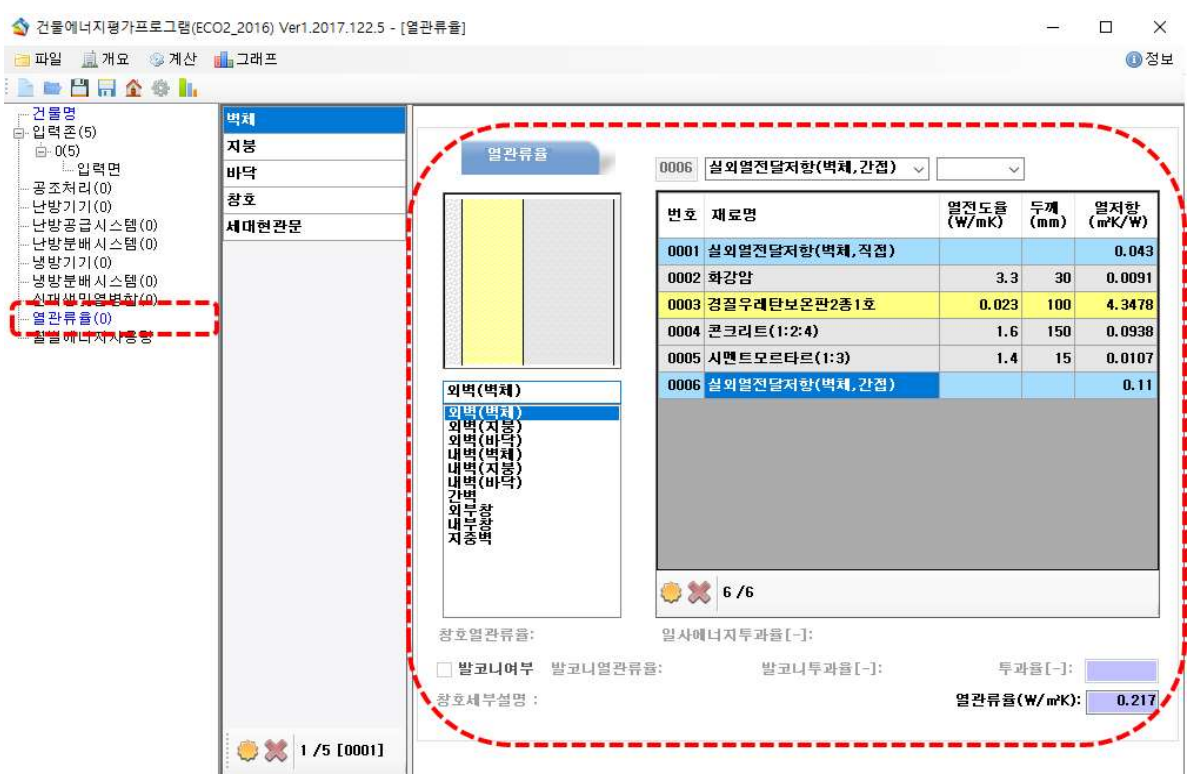 건물에너지평가프로그램(ECO2_2016) Ver1.2017.122.5 - [열관류율]
파일 개요 계산 그래프 정보
건물명
입력존(5)
0(5)
입력면
공조처리(0)
난방기기(0)
난방공급시스템(0)
난방분배시스템(0)
냉방기기(0)
냉방분배시스템(0)
신재생및열병합(0)
열관류율(0)
월별에너지사용량
벽체
지붕
바닥
창호
세대현관문
1 /5 [0001]
열관류율
0006 실외열전달저항(벽체,간접)
번호 재료명 열전도율(W/mK) 두께(mm) 열저항(㎡K/W)
0001 실외열전달저항(벽체,직접) 0.043
0002 화강암 3.3 30 0.0091
0003 경질우레탄보온판2종1호 0.023 100 4.3478
0004 콘크리트(1:2:4) 1.6 150 0.0938
0005 시멘트모르타르(1:3) 1.4 15 0.0107
0006 실외열전달저항(벽체,간접) 0.11
6 /6
외벽(벽체)
외벽(벽체)
외벽(지붕)
외벽(바닥)
내벽(벽체)
내벽(지붕)
내벽(바닥)
간벽
외부창
내부창
지중벽
창호열관류율: 일사에너지투과율[-]:
발코니여부 발코니열관류율: 발코니투과율[-]: 투과율[-]:
창호세부설명 : 열관류율(W/㎡K): 0.217